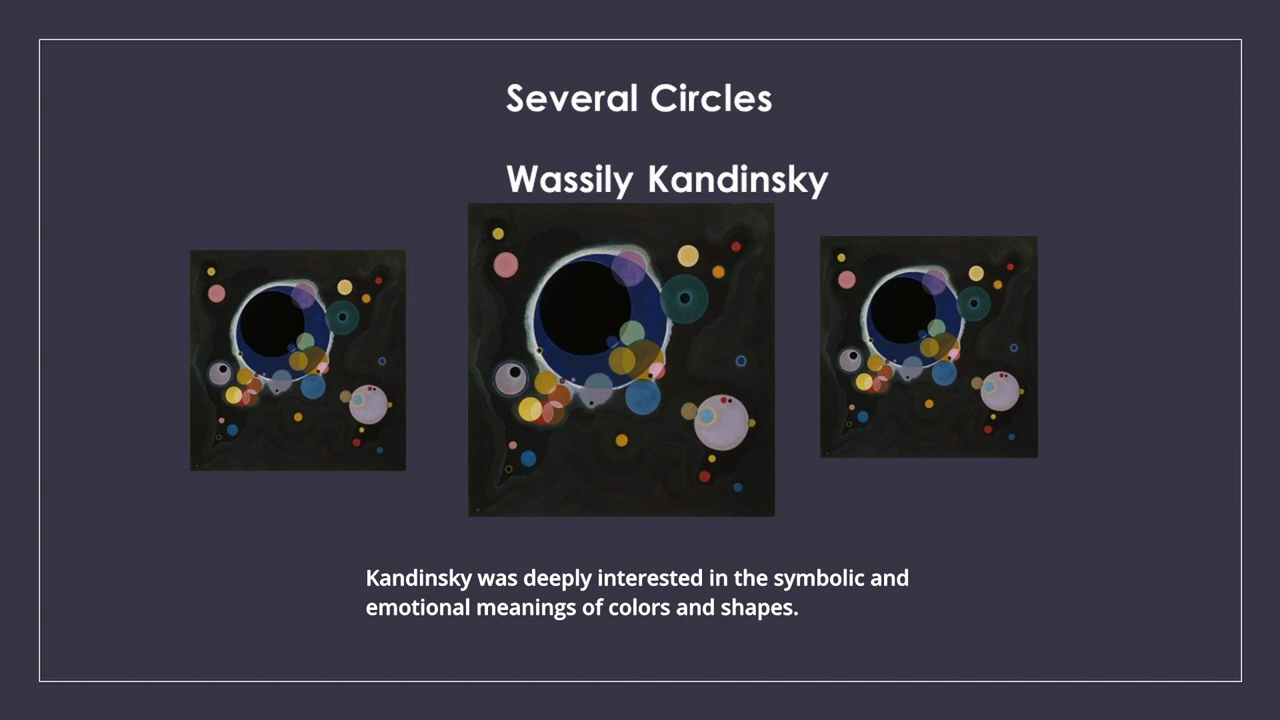 Several Circles
Wassily Kandinsky
Kandinsky was deeply interested in the symbolic and
emotional meanings of colors and shapes.